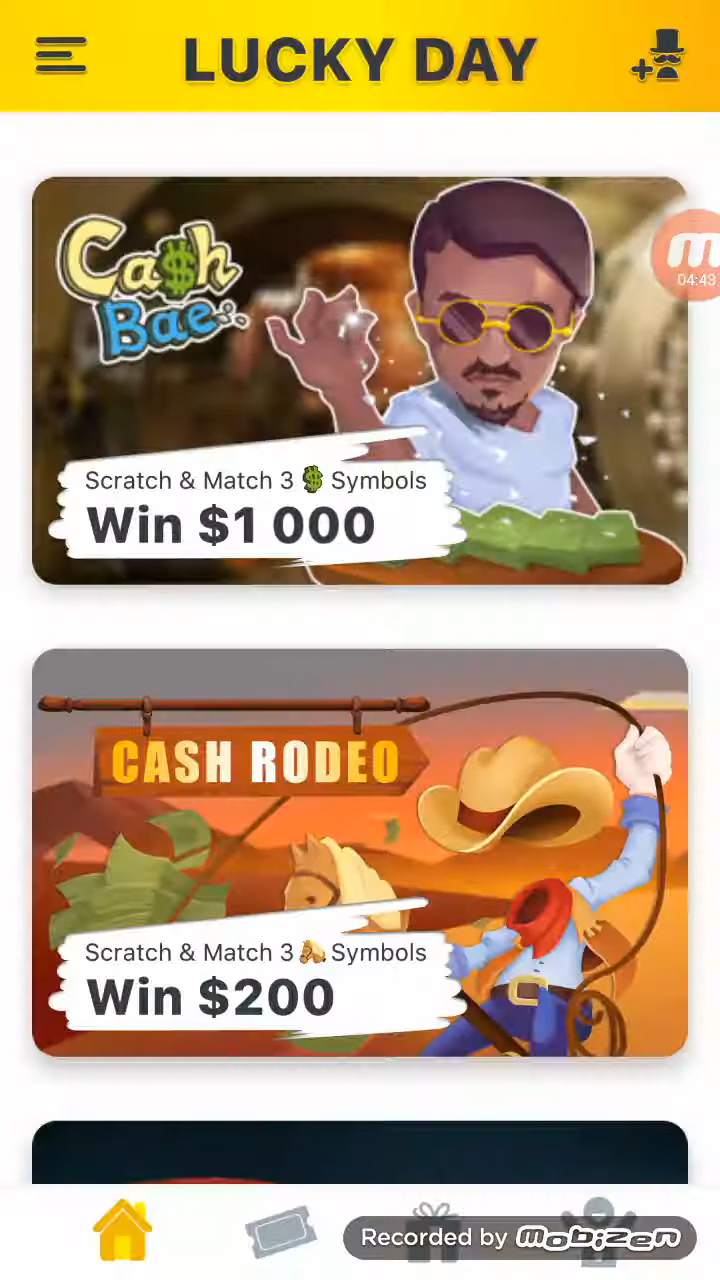 LUCKY DAY
Ca$h
Bae
04:43
Scratch & Match 3 Symbols
Win $1 000
CASH RODEO
Scratch & Match 3 Symbols
Win $200
Recorded by mobizen